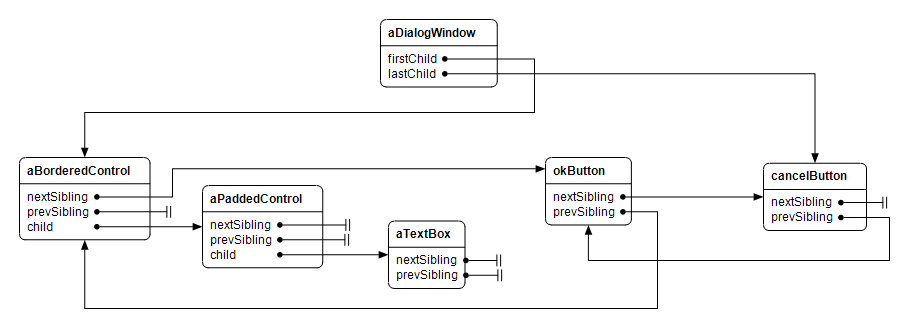 aDialogWindow
firstChild
lastChild
aBorderedControl
nextSibling
prevSibling
child
aPaddedControl
nextSibling
prevSibling
child
aTextBox
nextSibling
prevSibling
okButton
nextSibling
prevSibling
cancelButton
nextSibling
prevSibling